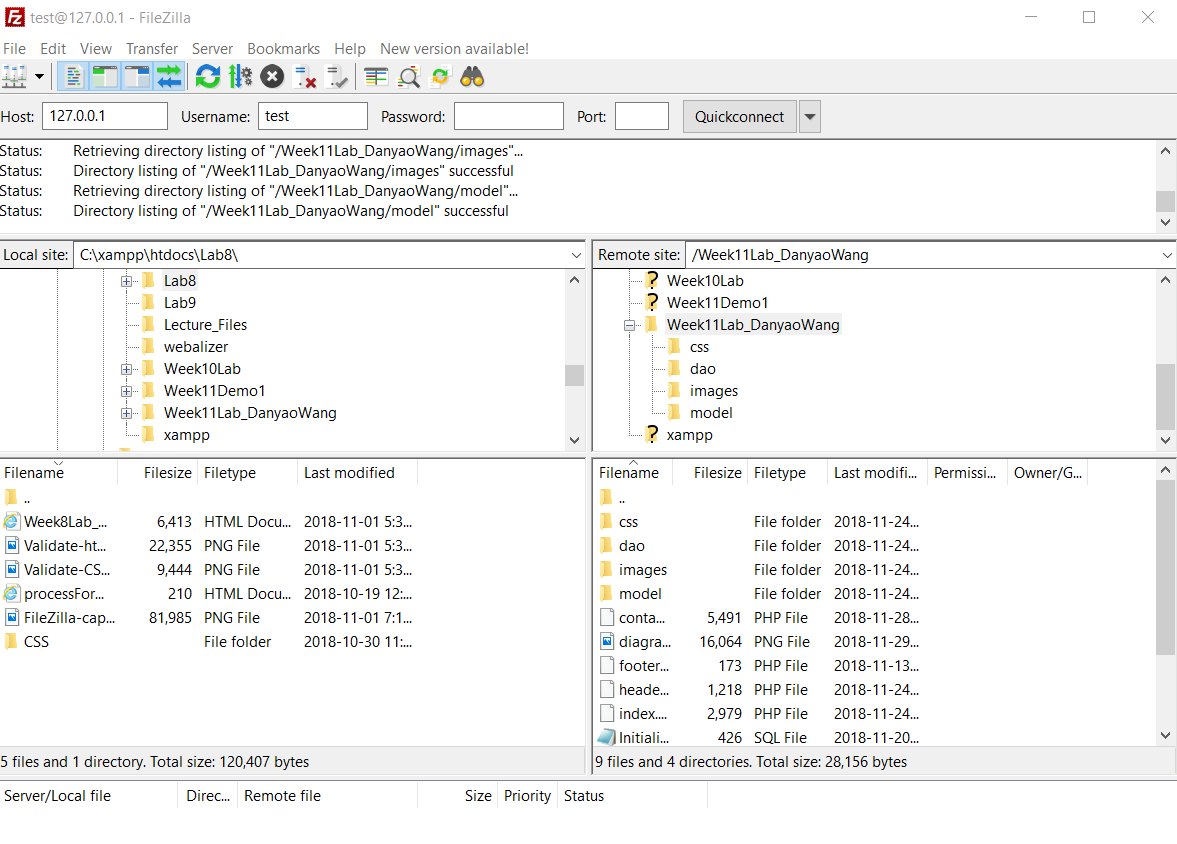 test@127.0.0.1 - FileZilla
File Edit View Transfer Server Bookmarks Help New version available!
Host: 127.0.0.1 Username: test Password: Port: Quickconnect
Status: Retrieving directory listing of "/Week11Lab_DanyaoWang/images"...
Status: Directory listing of "/Week11Lab_DanyaoWang/images" successful
Status: Retrieving directory listing of "/Week11Lab_DanyaoWang/model"...
Status: Directory listing of "/Week11Lab_DanyaoWang/model" successful
Local site: C:\xampp\htdocs\Lab8\
Lab8
Lab9
Lecture_Files
webalizer
Week10Lab
Week11Demo1
Week11Lab_DanyaoWang
xampp
Remote site: /Week11Lab_DanyaoWang
Week10Lab
Week11Demo1
Week11Lab_DanyaoWang
css
dao
images
model
xampp
Filename Filesize Filetype Last modified
..
Week8Lab_... 6,413 HTML Docu... 2018-11-01 5:3...
Validate-ht... 22,355 PNG File 2018-11-01 5:3...
Validate-CS... 9,444 PNG File 2018-11-01 5:3...
processFor... 210 HTML Docu... 2018-10-19 12:...
FileZilla-cap... 81,985 PNG File 2018-11-01 7:1...
CSS File folder 2018-10-30 11:...
5 files and 1 directory. Total size: 120,407 bytes
Filename Filesize Filetype Last modifi... Permissi... Owner/G...
..
css File folder 2018-11-24...
dao File folder 2018-11-24...
images File folder 2018-11-24...
model File folder 2018-11-24...
conta... 5,491 PHP File 2018-11-28...
diagra... 16,064 PNG File 2018-11-29...
footer... 173 PHP File 2018-11-13...
heade... 1,218 PHP File 2018-11-24...
index.... 2,979 PHP File 2018-11-24...
Initiali... 426 SQL File 2018-11-20...
9 files and 4 directories. Total size: 28,156 bytes
Server/Local file Direc... Remote file Size Priority Status